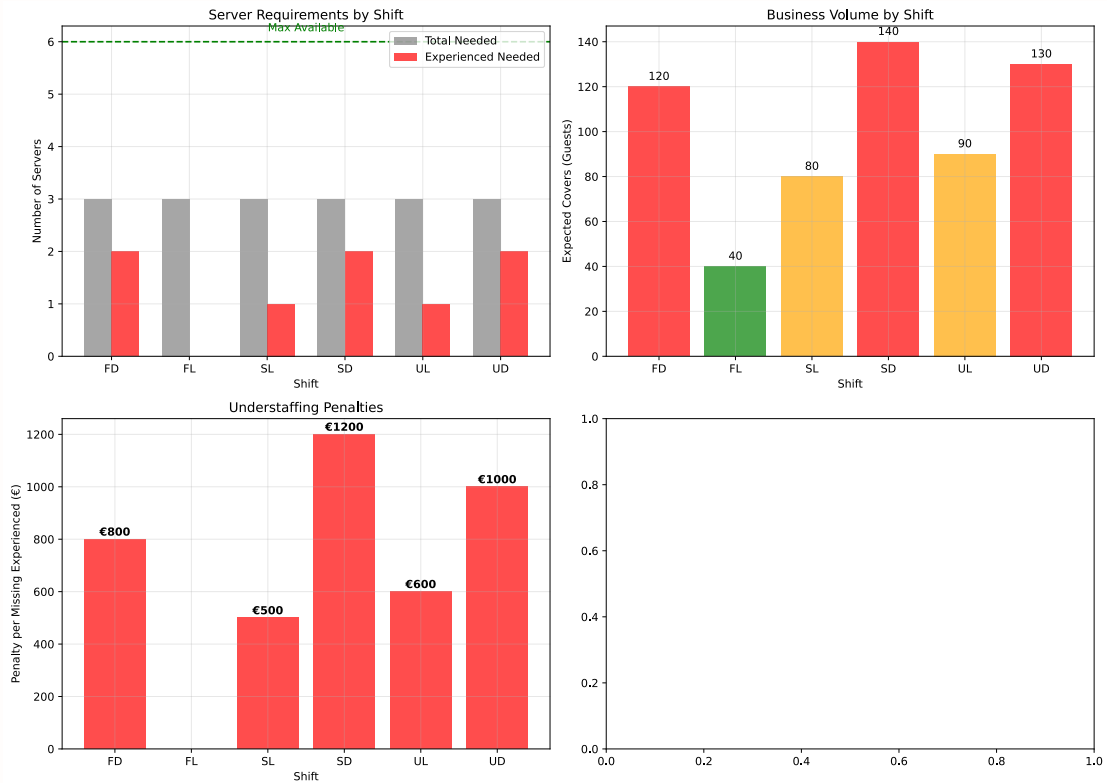 Server Requirements by Shift
Max Available
Total Needed
Experienced Needed
Number of Servers
6
5
4
3
2
1
0
FD FL SL SD UL UD
Shift
Business Volume by Shift
Expected Covers (Guests)
140
120
100
80
60
40
20
0
120
40
80
140
90
130
FD FL SL SD UL UD
Shift
Understaffing Penalties
Penalty per Missing Experienced (€)
1200
1000
800
600
400
200
0
€800
€500
€1200
€600
€1000
FD FL SL SD UL UD
Shift
1.0
0.8
0.6
0.4
0.2
0.0
0.0 0.2 0.4 0.6 0.8 1.0